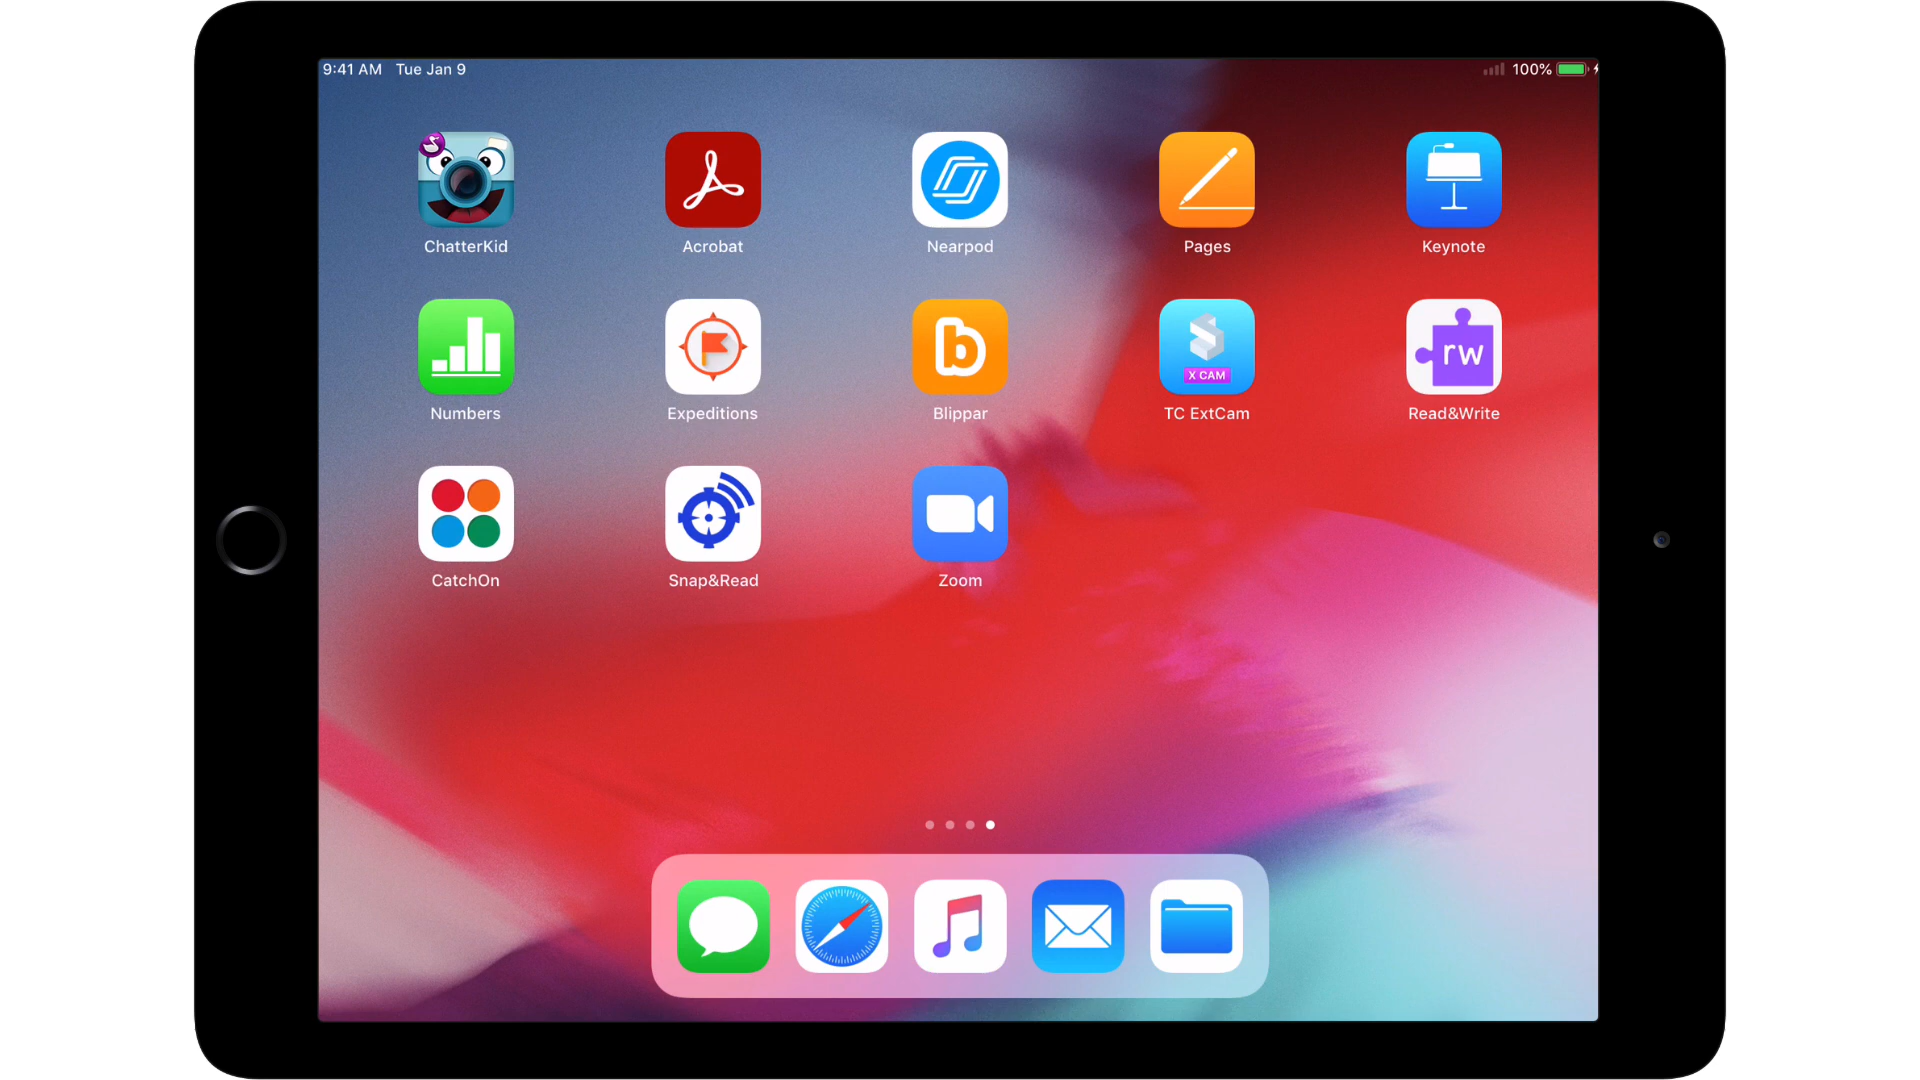 9:41 AM Tue Jan 9
100%
ChatterKid
Acrobat
Nearpod
Pages
Keynote
b
X CAM
rw
Numbers
Expeditions
Blippar
TC ExtCam
Read&Write
CatchOn
Snap&Read
Zoom